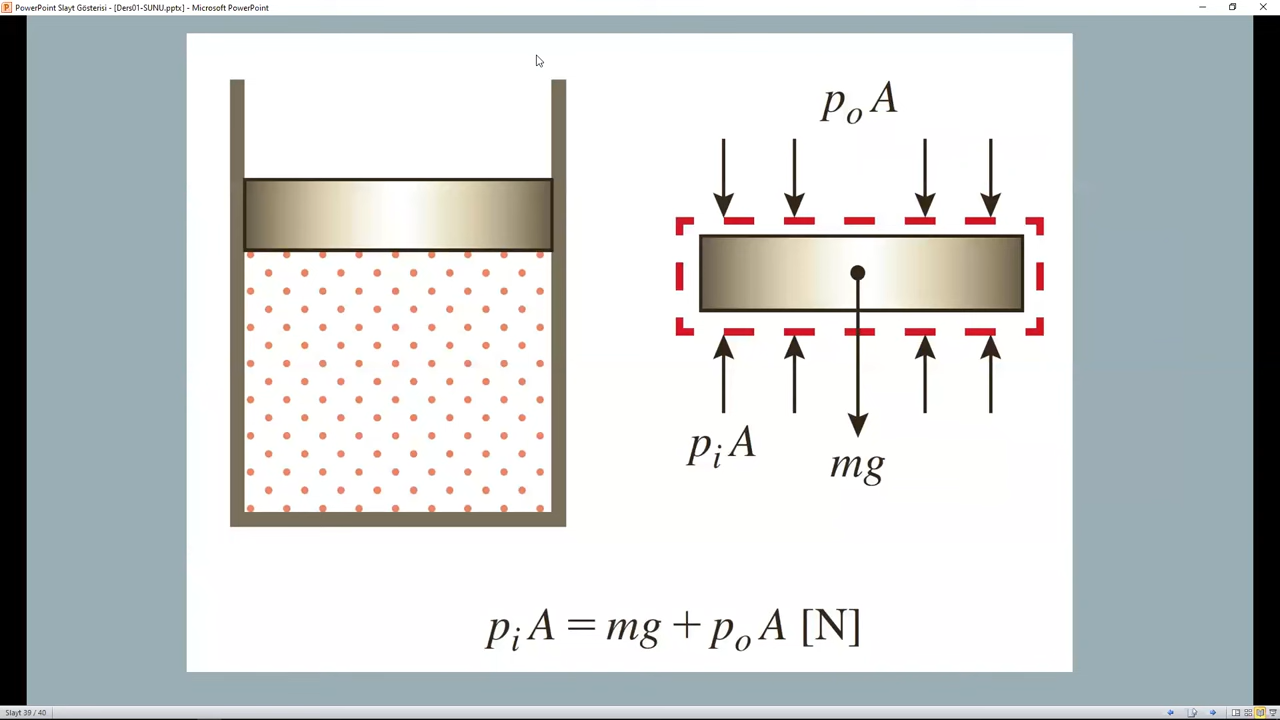 PowerPoint Slayt Gösterisi - [Ders01-SUNU.pptx] - Microsoft PowerPoint
p_o A
p_i A
mg
p_i A = mg + p_o A [N]
Slayt 39 / 40